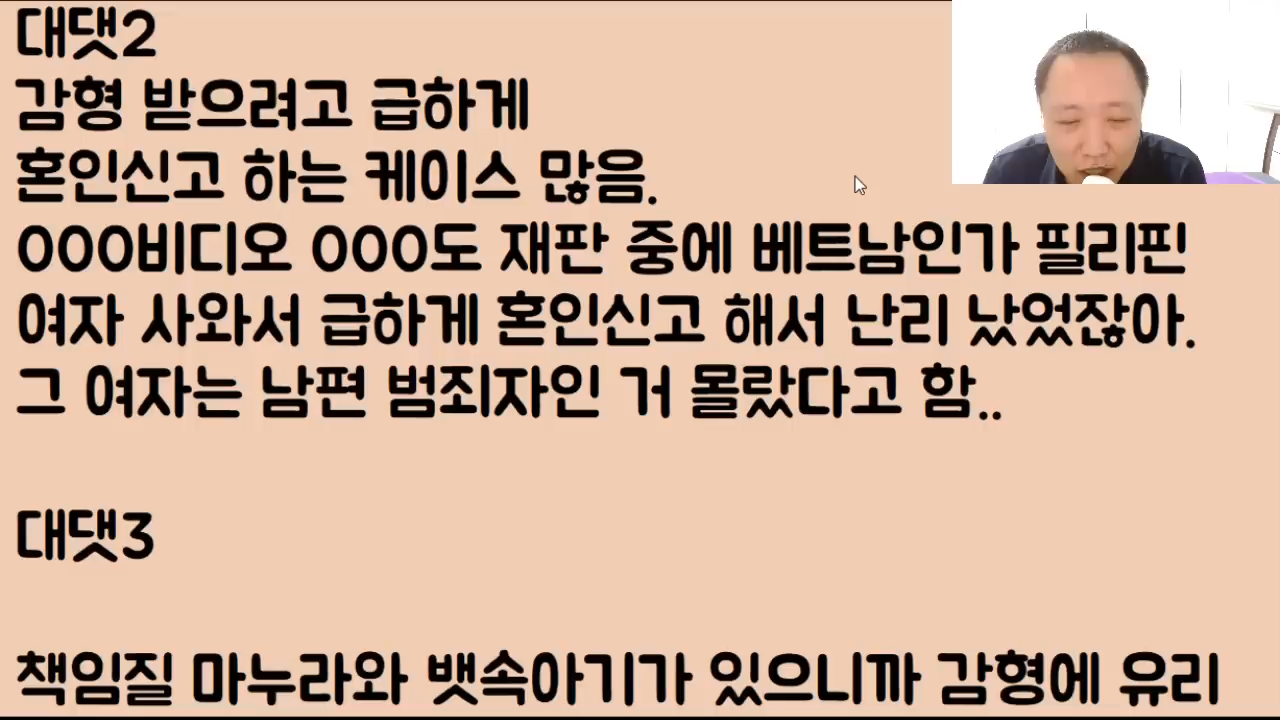 대댓2
감형 받으려고 급하게
혼인신고 하는 케이스 많음.
OOO비디오 OOO도 재판 중에 베트남인가 필리핀
여자 사와서 급하게 혼인신고 해서 난리 났었잖아.
그 여자는 남편 범죄자인 거 몰랐다고 함..
대댓3
책임질 마누라와 뱃속아기가 있으니까 감형에 유리